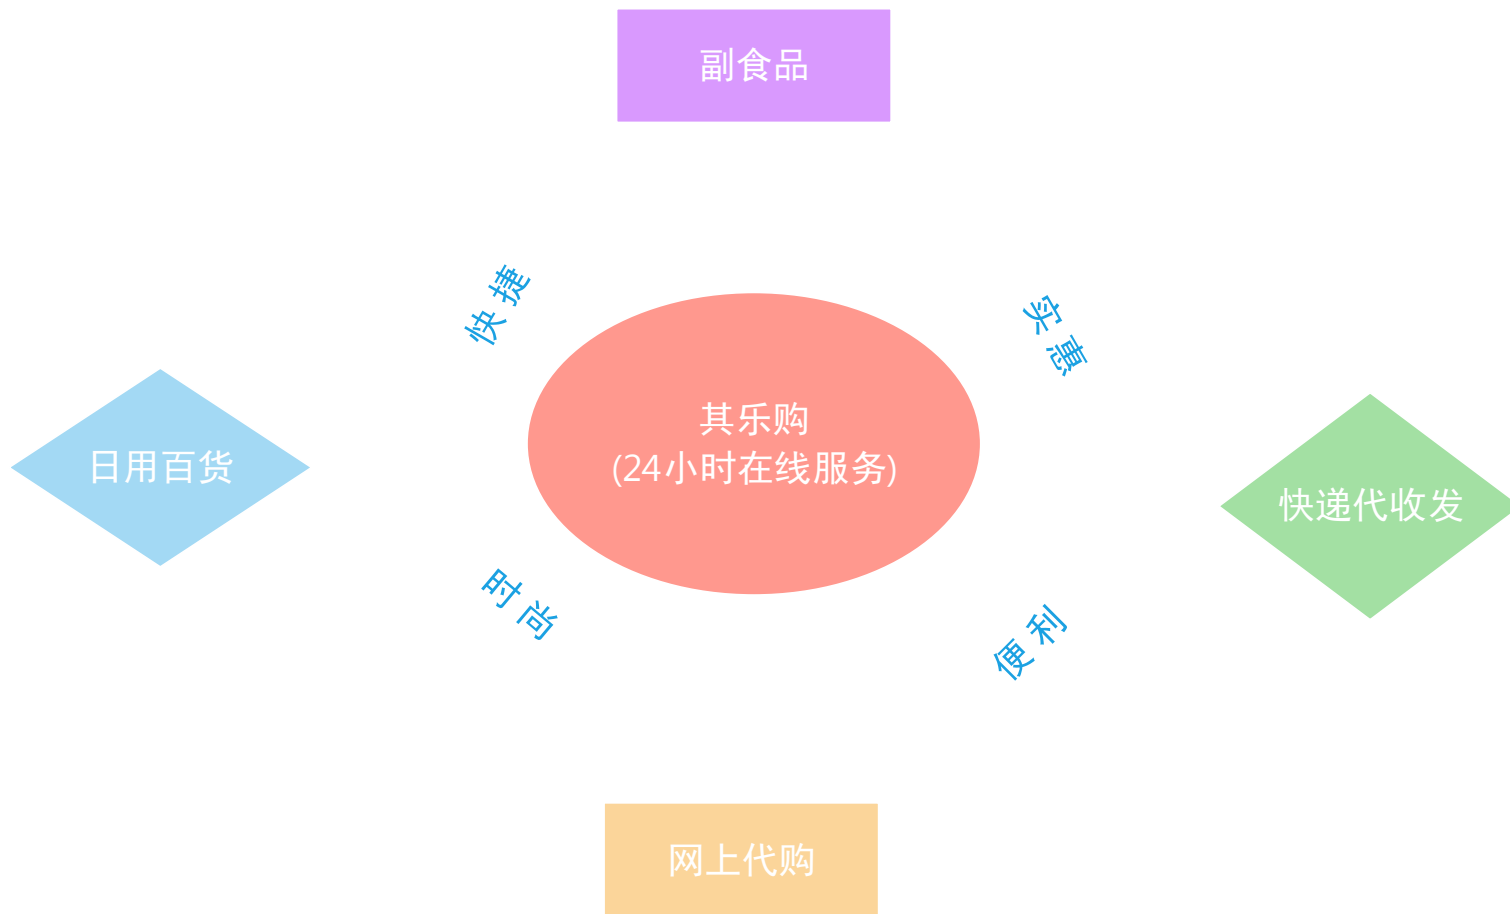 副食品
快捷
实惠
其乐购
(24小时在线服务)
日用百货
快递代收发
时尚
便利
网上代购